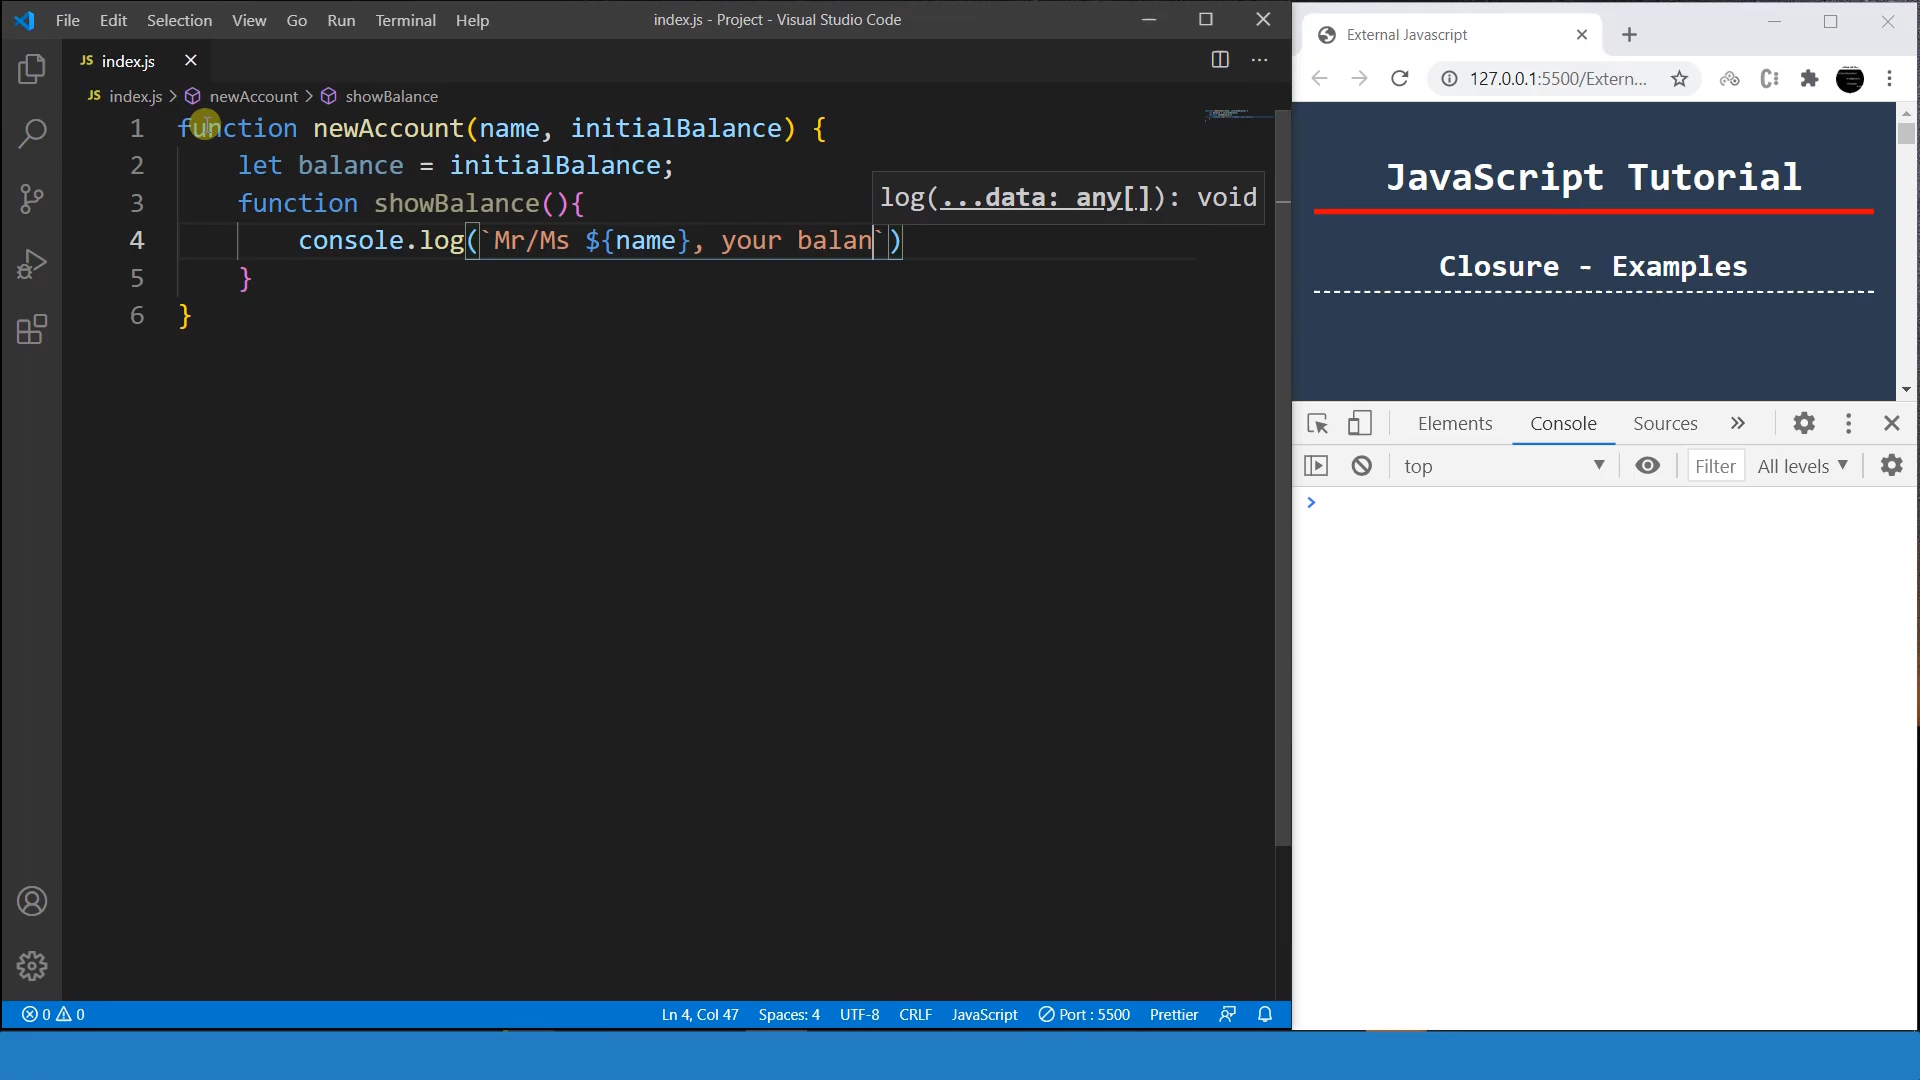 File Edit Selection View Go Run Terminal Help
index.js - Project - Visual Studio Code
JS index.js
JS index.js > newAccount > showBalance
1 function newAccount(name, initialBalance) {
2 let balance = initialBalance;
3 function showBalance(){
log(...data: any[]): void
4 console.log(`Mr/Ms ${name}, your balan`)
5 }
6 }
0 0
Ln 4, Col 47 Spaces: 4 UTF-8 CRLF JavaScript Port : 5500 Prettier
External Javascript
127.0.0.1:5500/Extern...
JavaScript Tutorial
Closure - Examples
Elements Console Sources
top Filter All levels